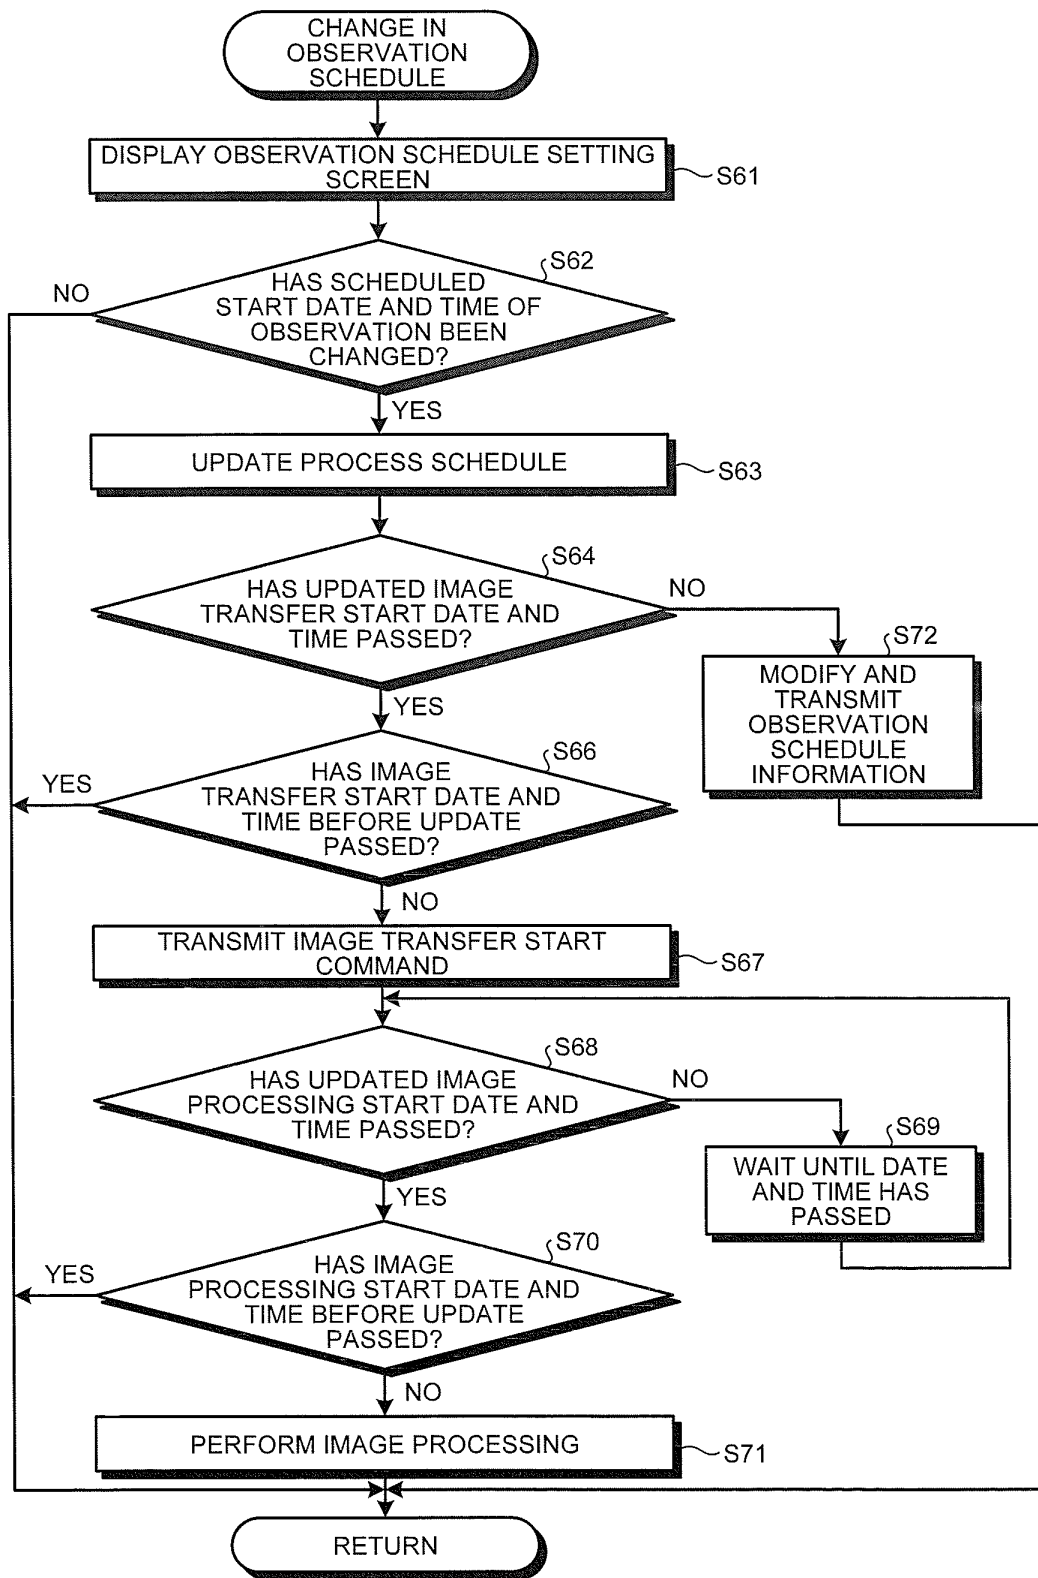 CHANGE IN
OBSERVATION
SCHEDULE
DISPLAY OBSERVATION SCHEDULE SETTING
SCREEN
S61
S62
HAS SCHEDULED
START DATE AND TIME OF
OBSERVATION BEEN
CHANGED?
NO
YES
UPDATE PROCESS SCHEDULE
S63
S64
HAS UPDATED IMAGE
TRANSFER START DATE AND
TIME PASSED?
NO
YES
S72
MODIFY AND
TRANSMIT
OBSERVATION
SCHEDULE
INFORMATION
S66
HAS IMAGE
TRANSFER START DATE AND
TIME BEFORE UPDATE
PASSED?
YES
NO
TRANSMIT IMAGE TRANSFER START
COMMAND
S67
S68
HAS UPDATED IMAGE
PROCESSING START DATE AND
TIME PASSED?
NO
YES
S69
WAIT UNTIL DATE
AND TIME HAS
PASSED
S70
HAS IMAGE
PROCESSING START DATE AND
TIME BEFORE UPDATE
PASSED?
YES
NO
PERFORM IMAGE PROCESSING
S71
RETURN